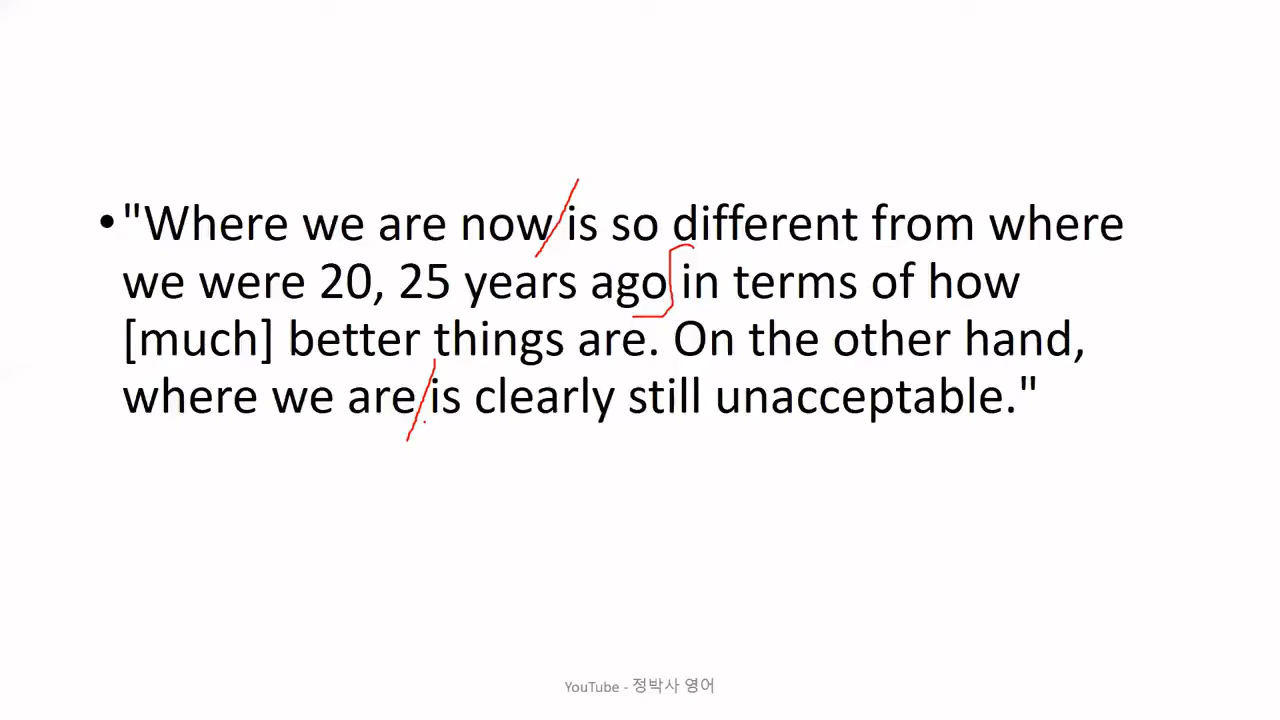 •"Where we are now is so different from where
we were 20, 25 years ago in terms of how
[much] better things are. On the other hand,
where we are is clearly still unacceptable."
YouTube - 정박사 영어